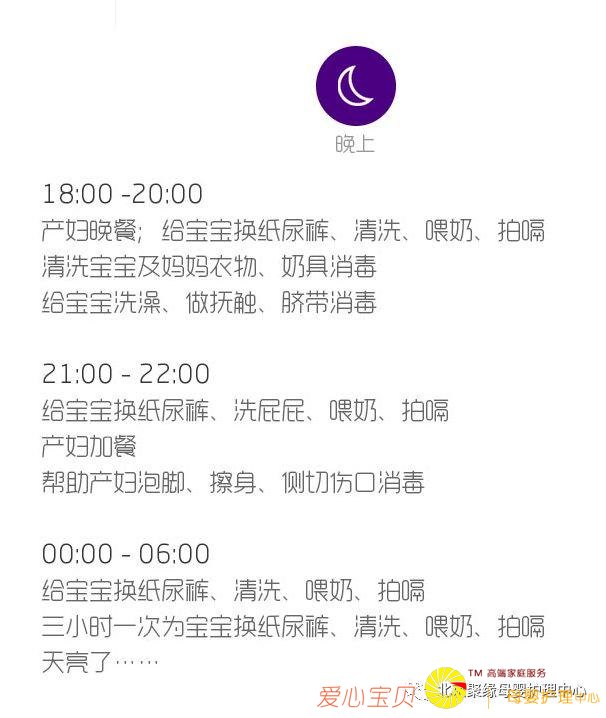 晚上
18:00 -20:00
产妇晚餐；给宝宝换纸尿裤、清洗、喂奶、拍嗝
清洗宝宝及妈妈衣物、奶具消毒
给宝宝洗澡、做抚触、脐带消毒
21:00 - 22:00
给宝宝换纸尿裤、洗屁屁、喂奶、拍嗝
产妇加餐
帮助产妇泡脚、擦身、侧切伤口消毒
00:00 - 06:00
给宝宝换纸尿裤、清洗、喂奶、拍嗝
三小时一次为宝宝换纸尿裤、清洗、喂奶、拍嗝
天亮了……
TM 高端家庭服务
爱心宝贝
聚缘母婴护理中心
母婴护理中心